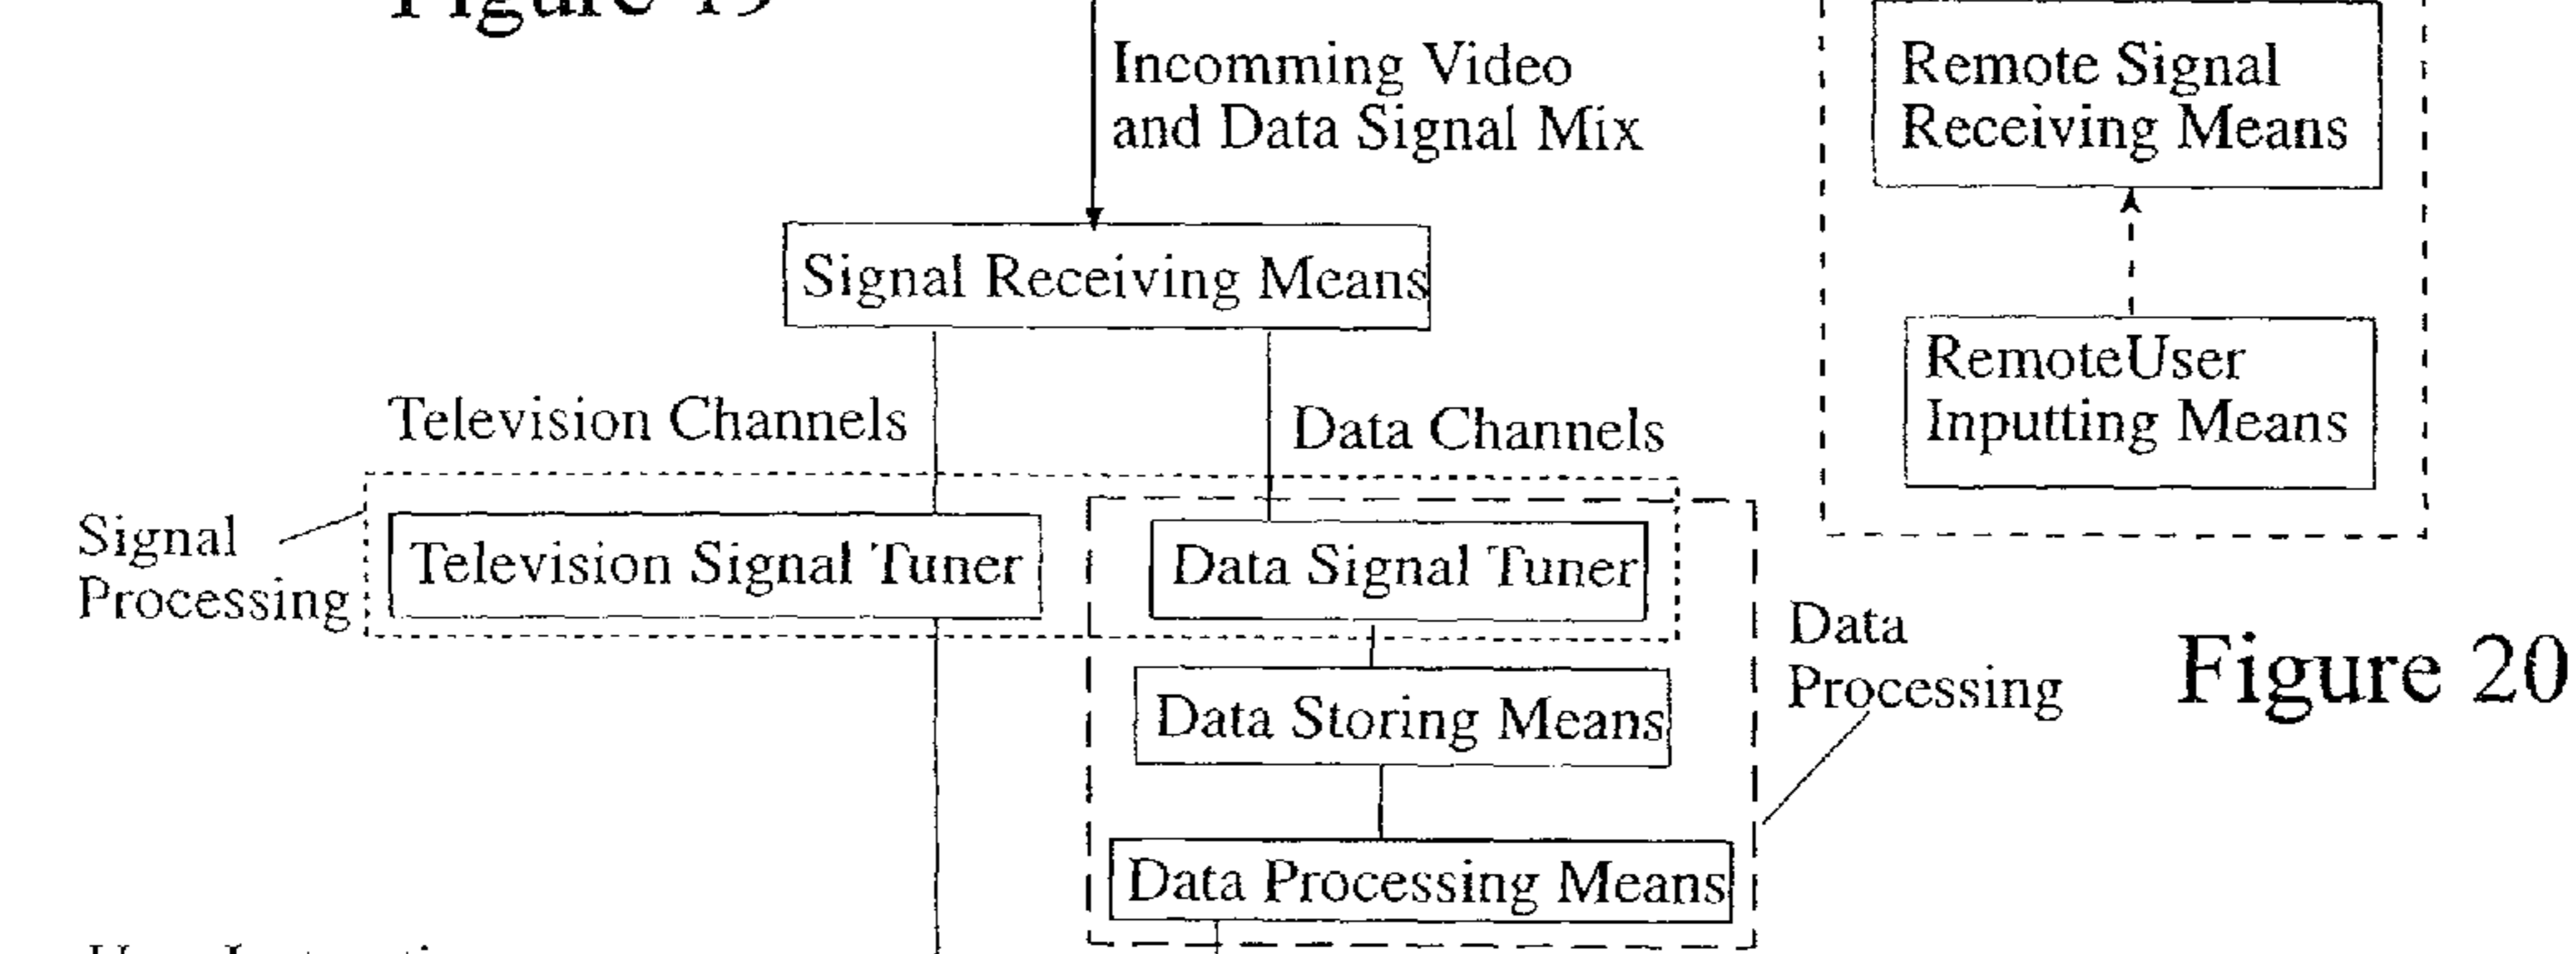 Figure 19
Incomming Video
and Data Signal Mix
Remote Signal
Receiving Means
Signal Receiving Means
RemoteUser
Inputting Means
Television Channels
Data Channels
Signal
Processing
Television Signal Tuner
Data Signal Tuner
Data
Processing
Figure 20
Data Storing Means
Data Processing Means